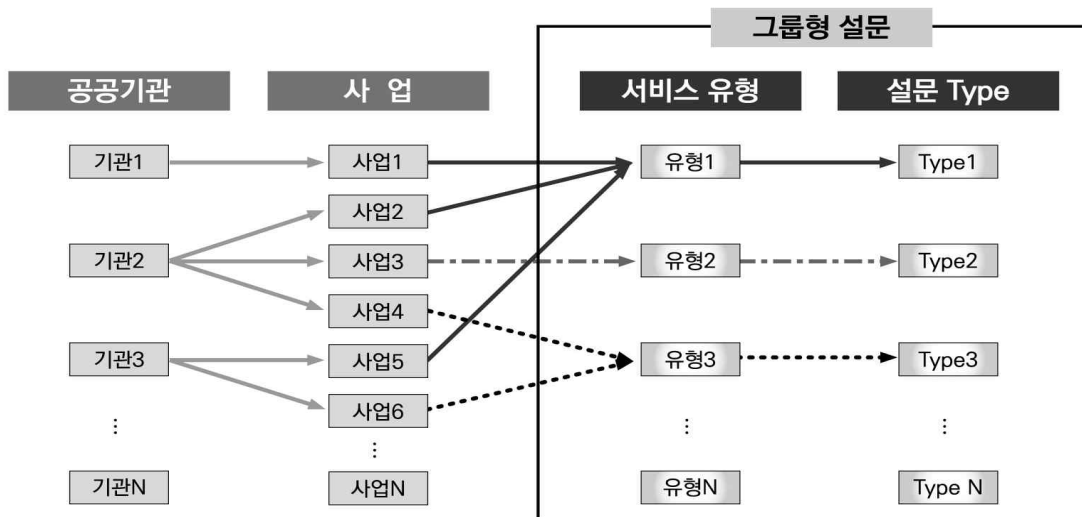 그룹형 설문
공공기관 사 업 서비스 유형 설문 Type
기관1 사업1 유형1 Type1
사업2
기관2 사업3 유형2 Type2
사업4
기관3 사업5 유형3 Type3
사업6
⋮ ⋮ ⋮ ⋮
기관N 사업N 유형N Type N